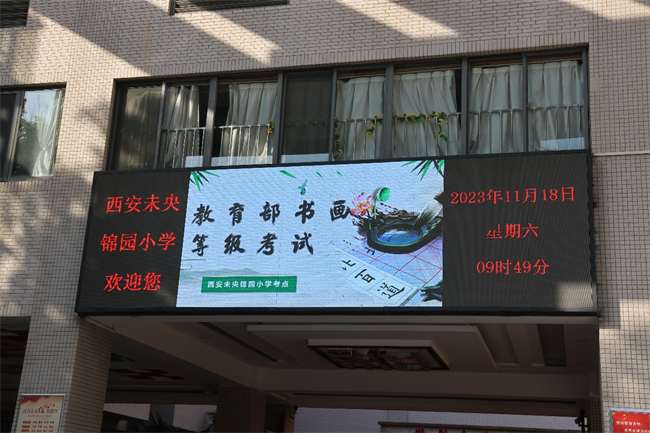 西安未央
锦园小学
欢迎您
教育部书画
等级考试
西安未央锦园小学考点
2023年11月18日
星期六
09时49分